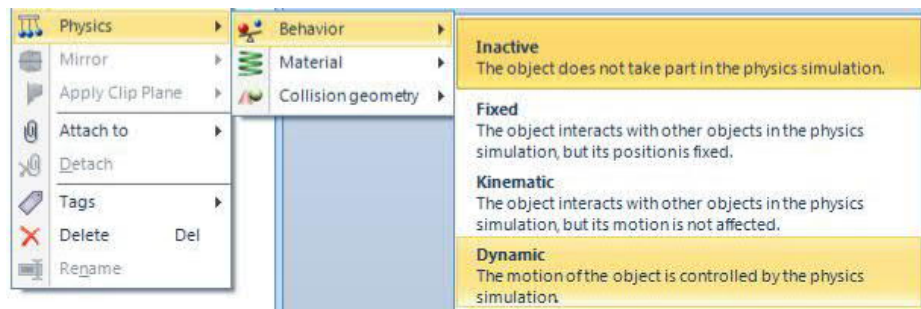 Physics
Mirror
Apply Clip Plane
Attach to
Detach
Tags
Delete Del
Rename
Behavior
Material
Collision geometry
Inactive
The object does not take part in the physics simulation.
Fixed
The object interacts with other objects in the physics
simulation, but its positionis fixed.
Kinematic
The object interacts with other objects in the physics
simulation, but its motion is not affected.
Dynamic
The motion of the object is controlled by the physics
simulation.